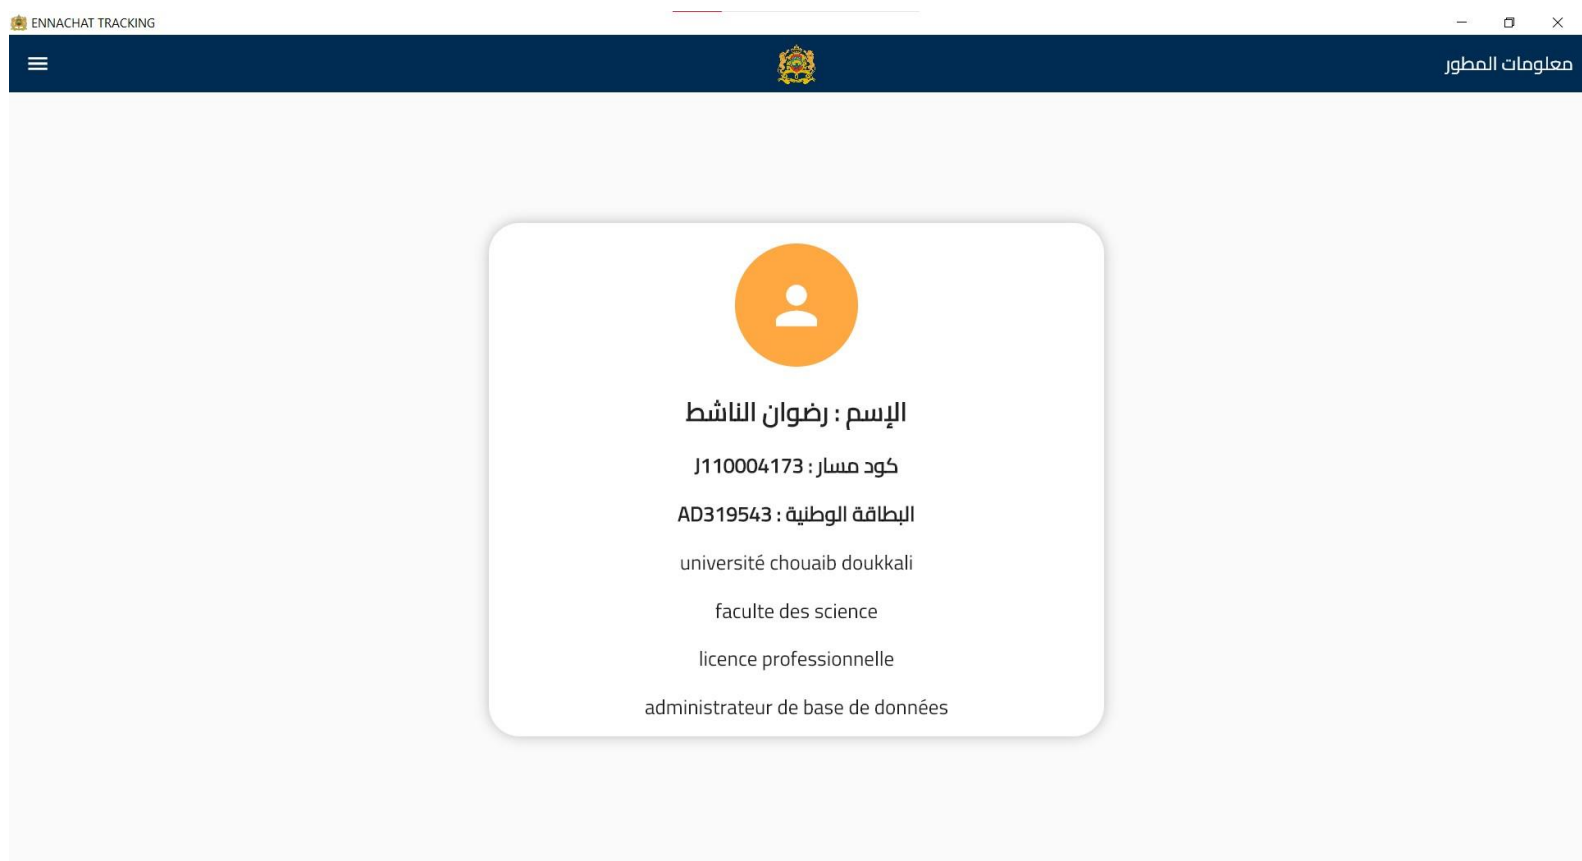 ENNACHAT TRACKING
معلومات المطور
الإسم : رضوان الناشط
كود مسار : J110004173
البطاقة الوطنية : AD319543
université chouaib doukkali
faculte des science
licence professionnelle
administrateur de base de données